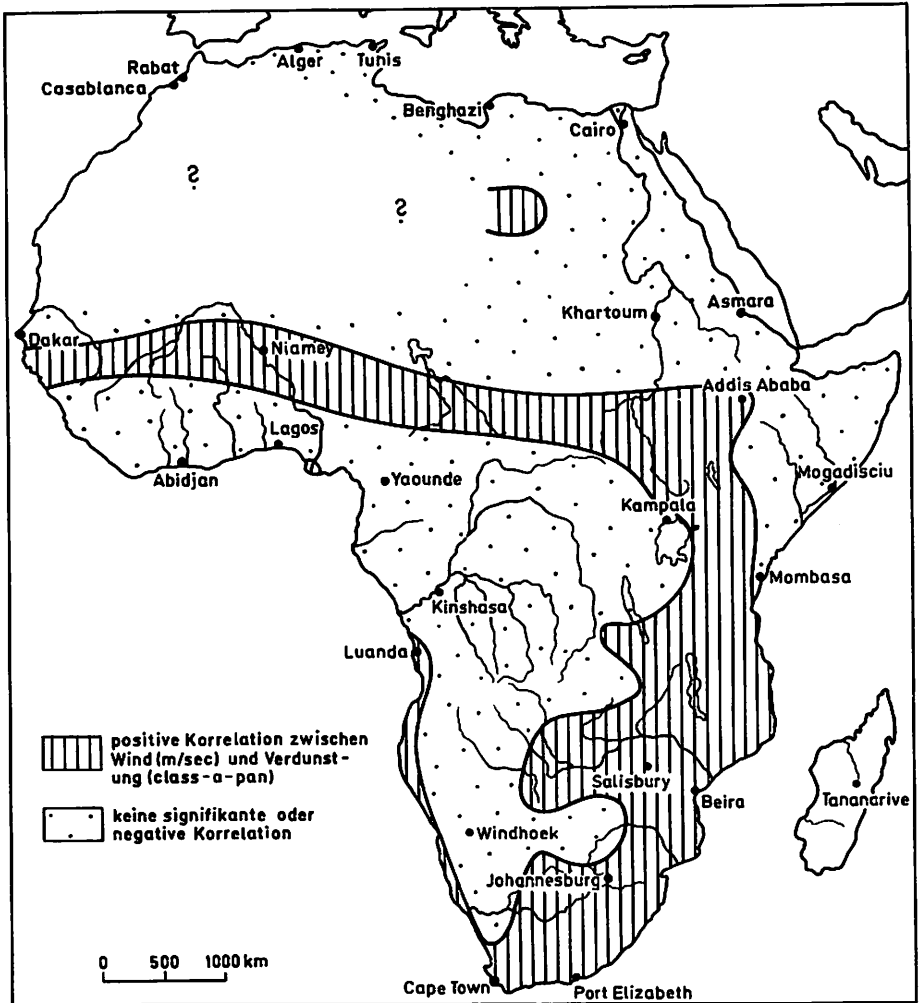 Alger
Tunis
Rabat
Casablanca
Benghazi
Cairo
?
?
Khartoum
Asmara
Dakar
Niamey
Addis Ababa
Lagos
Abidjan
Yaounde
Mogadisciu
Kampala
Mombasa
Kinshasa
Luanda
positive Korrelation zwischen
Wind (m/sec) und Verdunst-
ung (class-a-pan)
Salisbury
Beira
Tananarive
keine signifikante oder
negative Korrelation
Windhoek
Johannesburg
0 500 1000 km
Cape Town
Port Elizabeth